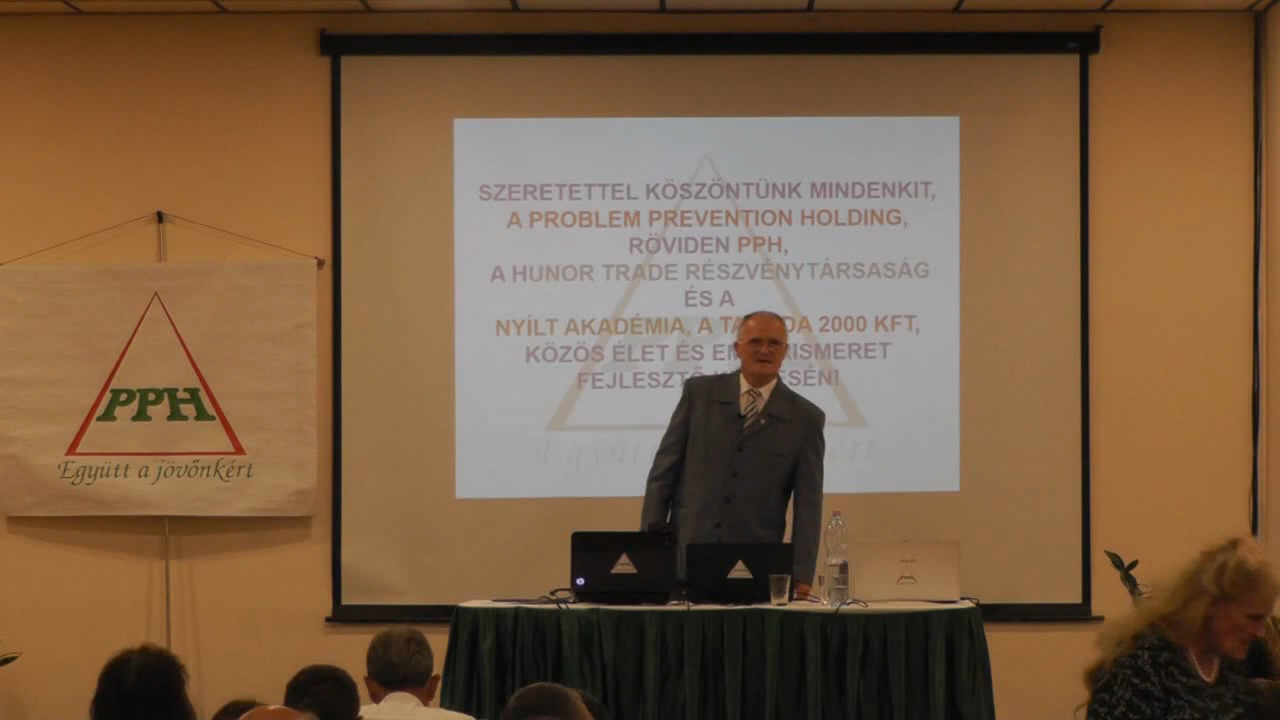 SZERETETTEL KÖSZÖNTÜNK MINDENKIT,
A PROBLEM PREVENTION HOLDING,
RÖVIDEN PPH,
A HUNOR TRADE RÉSZVÉNYTÁRSASÁG
ÉS A
NYÍLT AKADÉMIA, A 2000 KFT,
KÖZÖS ÉLET ÉS
FEJLESZTŐ
PPH
Együtt a jövőnkért